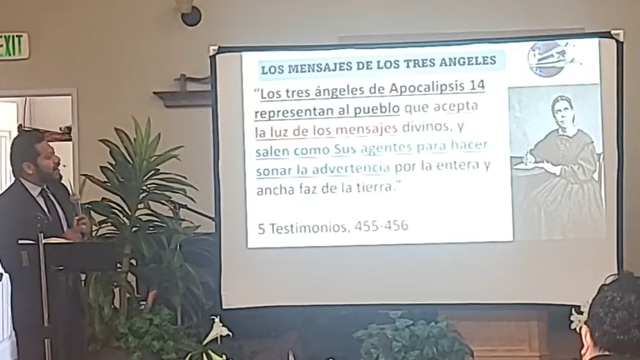 EXIT
LOS MENSAJES DE LOS TRES ANGELES
“Los tres ángeles de Apocalipsis 14
representan al pueblo que acepta
la luz de los mensajes divinos, y
salen como Sus agentes para hacer
sonar la advertencia por la entera y
ancha faz de la tierra.”
5 Testimonios, 455-456